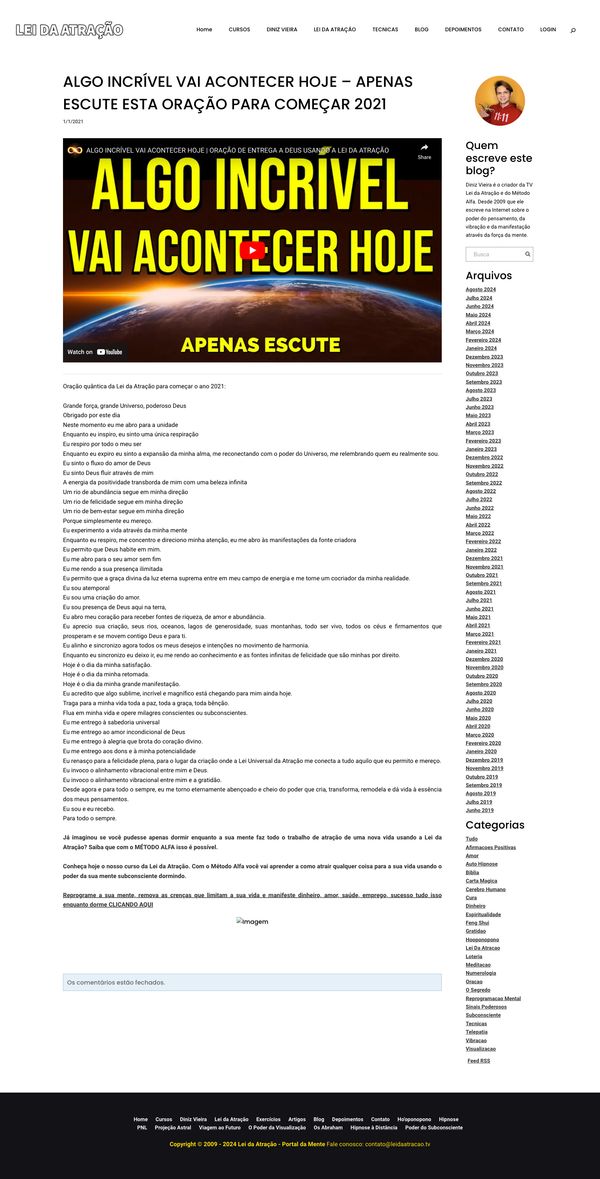 LEI DA ATRAÇÃO
Home CURSOS DINIZ VIEIRA LEI DA ATRAÇÃO TECNICAS BLOG DEPOIMENTOS CONTATO LOGIN
ALGO INCRÍVEL VAI ACONTECER HOJE – APENAS
ESCUTE ESTA ORAÇÃO PARA COMEÇAR 2021
1/1/2021
ALGO INCRÍVEL VAI ACONTECER HOJE | ORAÇÃO DE ENTREGA A DEUS USANDO A LEI DA ATRAÇÃO
Share
ALGO INCRÍVEL
VAI ACONTECER HOJE
APENAS ESCUTE
Watch on YouTube
Oração quântica da Lei da Atração para começar o ano 2021:
Grande força, grande Universo, poderoso Deus
Obrigado por este dia
Neste momento eu me abro para a unidade
Enquanto eu inspiro, eu sinto uma única respiração
Eu respiro por todo o meu ser
Enquanto eu expiro eu sinto a expansão da minha alma, me reconectando com o poder do Universo, me relembrando quem eu realmente sou.
Eu sinto o fluxo do amor de Deus
Eu sinto Deus fluir através de mim
A energia da positividade transborda de mim com uma beleza infinita
Um rio de abundância segue em minha direção
Um rio de felicidade segue em minha direção
Um rio de bem-estar segue em minha direção
Porque simplesmente eu mereço.
Eu experimento a vida através da minha mente
Enquanto eu respiro, me concentro e direciono minha atenção, eu me abro às manifestações da fonte criadora
Eu permito que Deus habite em mim.
Eu me abro para o seu amor sem fim
Eu me rendo a sua presença ilimitada
Eu permito que a graça divina da luz eterna suprema entre em meu campo de energia e me torne um cocriador da minha realidade.
Eu sou atemporal
Eu sou uma criação do amor.
Eu sou presença de Deus aqui na terra,
Eu abro meu coração para receber fontes de riqueza, de amor e abundância.
Eu aprecio sua criação, seus rios, oceanos, lagos de generosidade, suas montanhas, todo ser vivo, todos os céus e firmamentos que
prosperam e se movem contigo Deus e para ti.
Eu alinho e sincronizo agora todos os meus desejos e intenções no movimento de harmonia.
Enquanto eu sincronizo eu deixo ir, eu me rendo ao conhecimento e as fontes infinitas de felicidade que são minhas por direito.
Hoje é o dia da minha satisfação.
Hoje é o dia da minha retomada.
Hoje é o dia da minha grande manifestação.
Eu acredito que algo sublime, incrível e magnífico está chegando para mim ainda hoje.
Traga para a minha vida toda a paz, toda a graça, toda bênção.
Flua em minha vida e opere milagres conscientes ou subconscientes.
Eu me entrego à sabedoria universal
Eu me entrego ao amor incondicional de Deus
Eu me entrego à alegria que brota do coração divino.
Eu me entrego aos dons e à minha potencialidade
Eu renasço para a felicidade plena, para o lugar da criação onde a Lei Universal da Atração me conecta a tudo aquilo que eu permito e mereço.
Eu invoco o alinhamento vibracional entre mim e Deus.
Eu invoco o alinhamento vibracional entre mim e a gratidão.
Desde agora e para todo o sempre, eu me torno eternamente abençoado e cheio do poder que cria, transforma, remodela e dá vida à essência
dos meus pensamentos.
Eu sou e eu recebo.
Para todo o sempre.
Já imaginou se você pudesse apenas dormir enquanto a sua mente faz todo o trabalho de atração de uma nova vida usando a Lei da
Atração? Saiba que com o MÉTODO ALFA isso é possível.
Conheça hoje o nosso curso da Lei da Atração. Com o Método Alfa você vai aprender a como atrair qualquer coisa para a sua vida usando o
poder da sua mente subconsciente dormindo.
Reprograme a sua mente, remova as crenças que limitam a sua vida e manifeste dinheiro, amor, saúde, emprego, sucesso tudo isso
enquanto dorme CLICANDO AQUI
Imagem
Os comentários estão fechados.
11:11
Quem
escreve este
blog?
Diniz Vieira é o criador da TV
Lei da Atração e do Método
Alfa. Desde 2009 que ele
escreve na Internet sobre o
poder do pensamento, da
vibração e da manifestação
através da força da mente.
Busca
Arquivos
Agosto 2024
Julho 2024
Junho 2024
Maio 2024
Abril 2024
Março 2024
Fevereiro 2024
Janeiro 2024
Dezembro 2023
Novembro 2023
Outubro 2023
Setembro 2023
Agosto 2023
Julho 2023
Junho 2023
Maio 2023
Abril 2023
Março 2023
Fevereiro 2023
Janeiro 2023
Dezembro 2022
Novembro 2022
Outubro 2022
Setembro 2022
Agosto 2022
Julho 2022
Junho 2022
Maio 2022
Abril 2022
Março 2022
Fevereiro 2022
Janeiro 2022
Dezembro 2021
Novembro 2021
Outubro 2021
Setembro 2021
Agosto 2021
Julho 2021
Junho 2021
Maio 2021
Abril 2021
Março 2021
Fevereiro 2021
Janeiro 2021
Dezembro 2020
Novembro 2020
Outubro 2020
Setembro 2020
Agosto 2020
Julho 2020
Junho 2020
Maio 2020
Abril 2020
Março 2020
Fevereiro 2020
Janeiro 2020
Dezembro 2019
Novembro 2019
Outubro 2019
Setembro 2019
Agosto 2019
Julho 2019
Junho 2019
Categorias
Tudo
Afirmacoes Positivas
Amor
Auto Hipnose
Bíblia
Carta Magica
Cerebro Humano
Cura
Dinheiro
Espiritualidade
Feng Shui
Gratidao
Hooponopono
Lei Da Atracao
Loteria
Meditacao
Numerologia
Oracao
O Segredo
Reprogramacao Mental
Sinais Poderosos
Subconsciente
Tecnicas
Telepatia
Vibracao
Visualizacao
Feed RSS
Home Cursos Diniz Vieira Lei da Atração Exercícios Artigos Blog Depoimentos Contato Ho'oponopono Hipnose
PNL Projeção Astral Viagem ao Futuro O Poder da Visualização Os Abraham Hipnose à Distância Poder do Subconsciente
Copyright © 2009 - 2024 Lei da Atração - Portal da Mente Fale conosco: contato@leidaatracao.tv